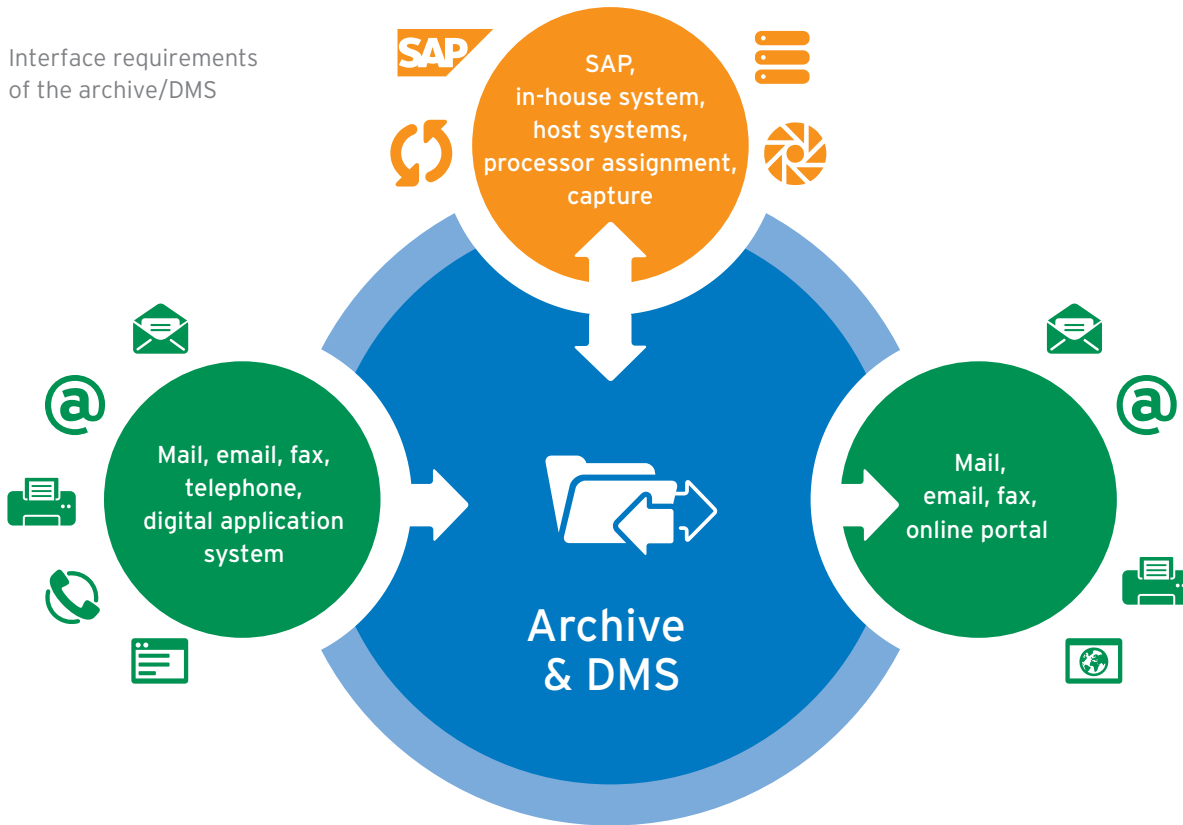 Interface requirements
of the archive/DMS
SAP
SAP,
in-house system,
host systems,
processor assignment,
capture
@
Mail, email, fax,
telephone,
digital application
system
@
Mail,
email, fax,
online portal
Archive
& DMS